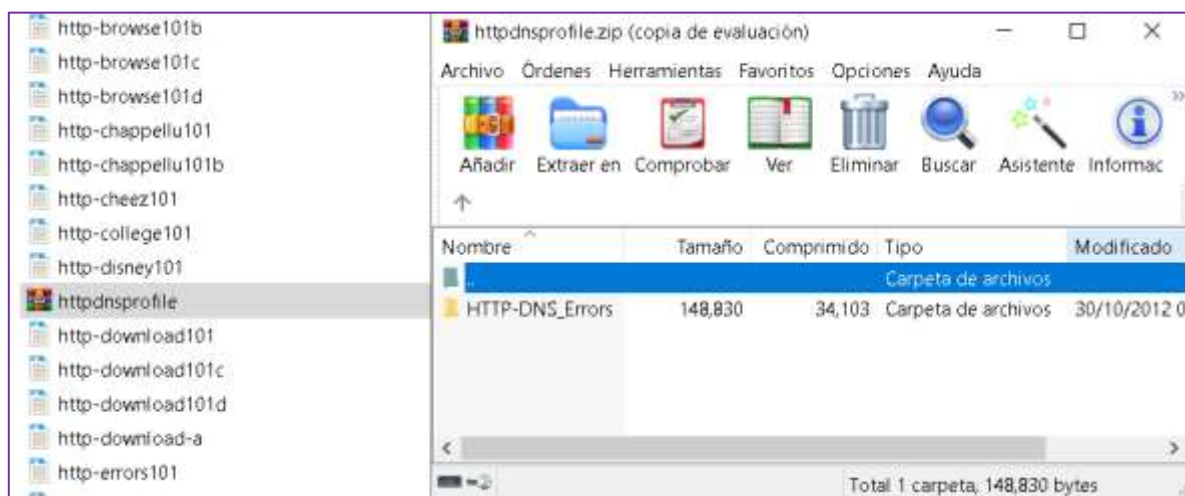 http-browse101b
http-browse101c
http-browse101d
http-chappellu101
http-chappellu101b
http-cheez101
http-college101
http-disney101
httpdnsprofile
http-download101
http-download101c
http-download101d
http-download-a
http-errors101
httpdnsprofile.zip (copia de evaluación)
Archivo Órdenes Herramientas Favoritos Opciones Ayuda
Añadir Extraer en Comprobar Ver Eliminar Buscar Asistente Informac
Nombre Tamaño Comprimido Tipo Modificado
.. Carpeta de archivos
HTTP-DNS_Errors 148,830 34,103 Carpeta de archivos 30/10/2012 0
Total 1 carpeta, 148,830 bytes